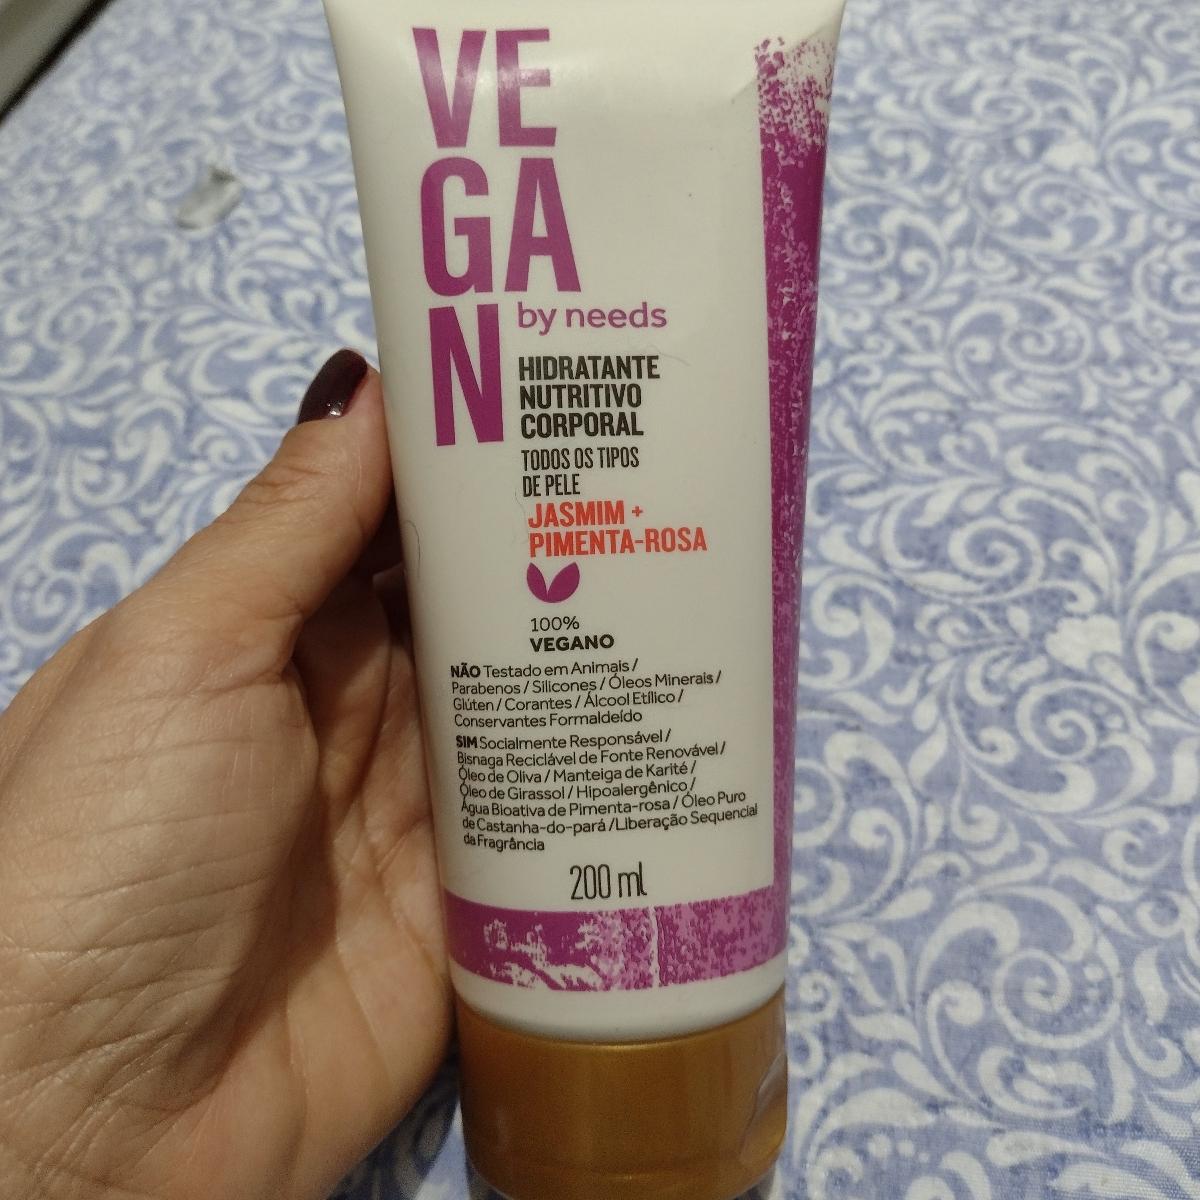 VE
GA
N
by needs
HIDRATANTE
NUTRITIVO
CORPORAL
TODOS OS TIPOS
DE PELE
JASMIM +
PIMENTA-ROSA
100%
VEGANO
NÃO Testado em Animais /
Parabenos / Silicones / Óleos Minerais /
Glúten / Corantes / Álcool Etílico /
Conservantes Formaldeído
SIM Socialmente Responsável /
Bisnaga Reciclável de Fonte Renovável /
Óleo de Oliva / Manteiga de Karité /
Óleo de Girassol / Hipoalergênico /
Água Bioativa de Pimenta-rosa / Óleo Puro
de Castanha-do-pará / Liberação Sequencial
da Fragrância
200 ml